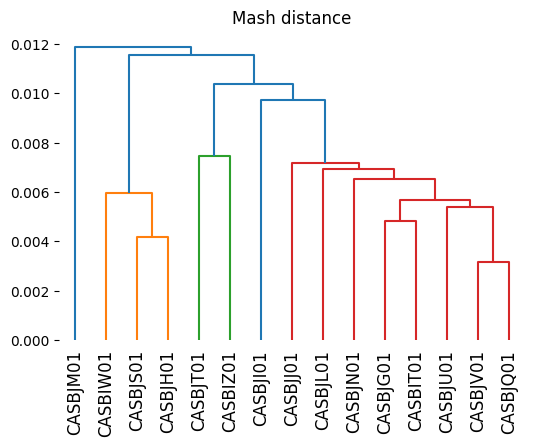 Mash distance
0.012
0.010
0.008
0.006
0.004
0.002
0.000
CASBJM01
CASBIW01
CASBJS01
CASBJH01
CASBJT01
CASBIZ01
CASBJI01
CASBJJ01
CASBJL01
CASBJN01
CASBJG01
CASBIT01
CASBJU01
CASBJV01
CASBJQ01